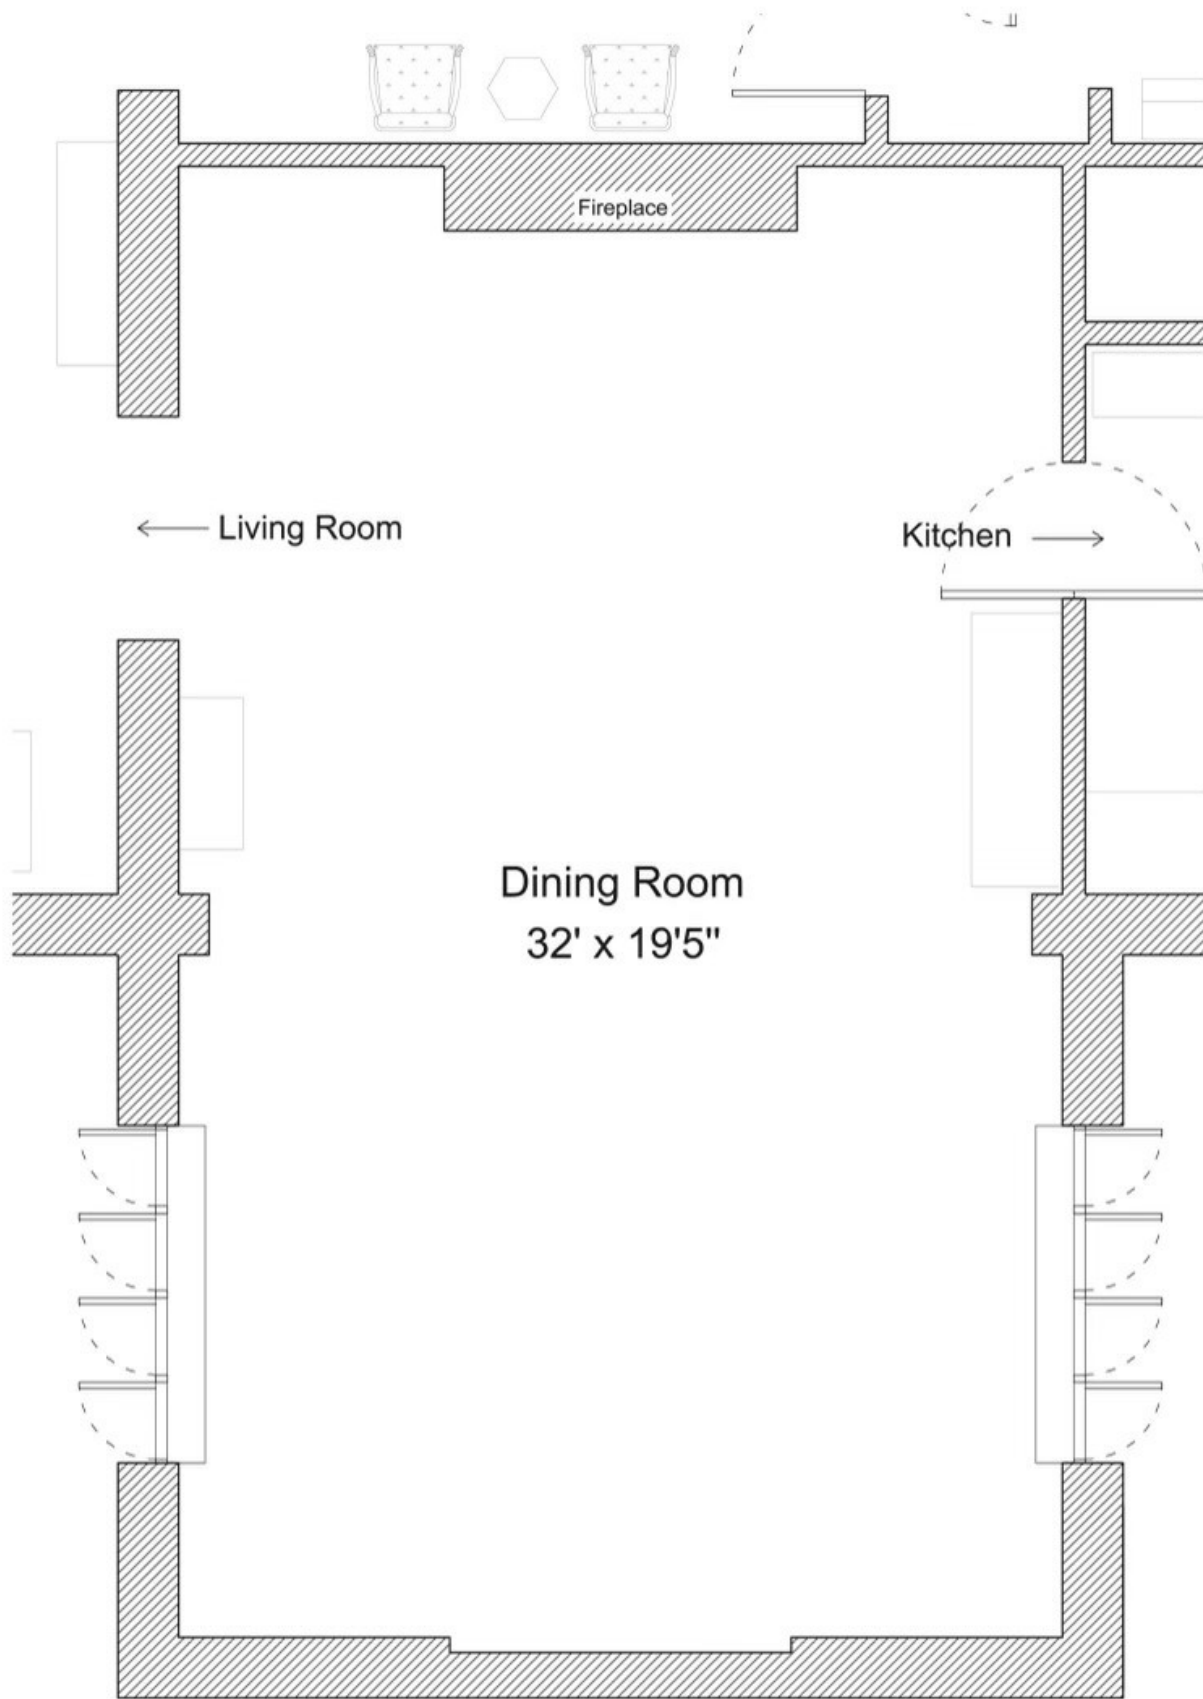 Fireplace
Living Room
Kitchen
Dining Room
32' x 19'5"